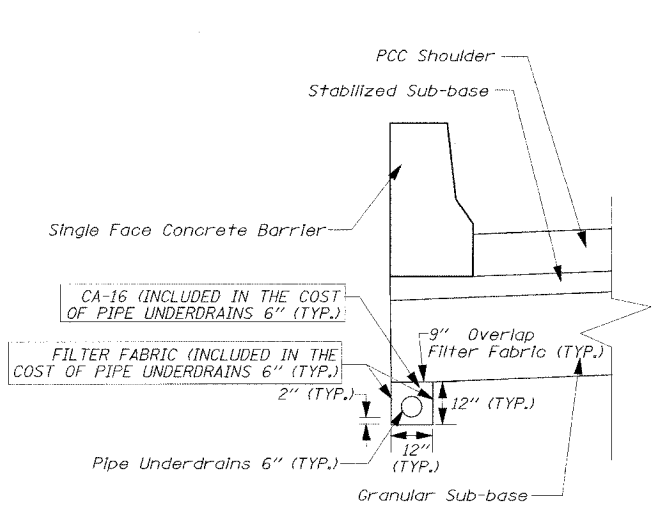 PCC Shoulder
Stabilized Sub-base
Single Face Concrete Barrier
CA-16 (INCLUDED IN THE COST
OF PIPE UNDERDRAINS 6" (TYP.)
9" Overlap
Filter Fabric (TYP.)
FILTER FABRIC (INCLUDED IN THE
COST OF PIPE UNDERDRAINS 6" (TYP.)
2" (TYP.)
12" (TYP.)
12"
(TYP.)
Pipe Underdrains 6" (TYP.)
Granular Sub-base